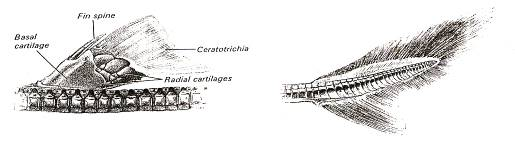 Fin spine
Basal
cartilage
Ceratotrichia
Radial cartilages